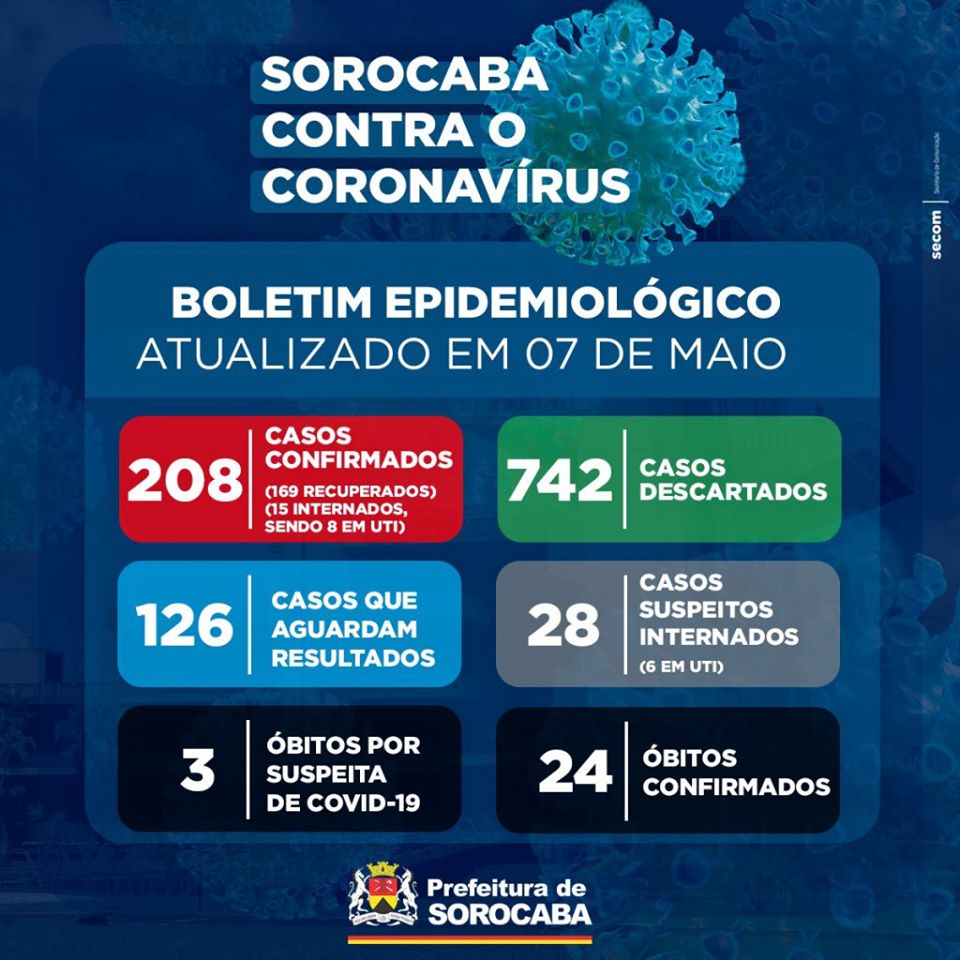 SOROCABA
CONTRA O
CORONAVÍRUS
secom
Secretaria de Comunicação
BOLETIM EPIDEMIOLÓGICO
ATUALIZADO EM 07 DE MAIO
208
CASOS
CONFIRMADOS
(169 RECUPERADOS)
(15 INTERNADOS,
SENDO 8 EM UTI)
742
CASOS
DESCARTADOS
126
CASOS QUE
AGUARDAM
RESULTADOS
28
CASOS
SUSPEITOS
INTERNADOS
(6 EM UTI)
3
ÓBITOS POR
SUSPEITA
DE COVID-19
24
ÓBITOS
CONFIRMADOS
Prefeitura de
SOROCABA